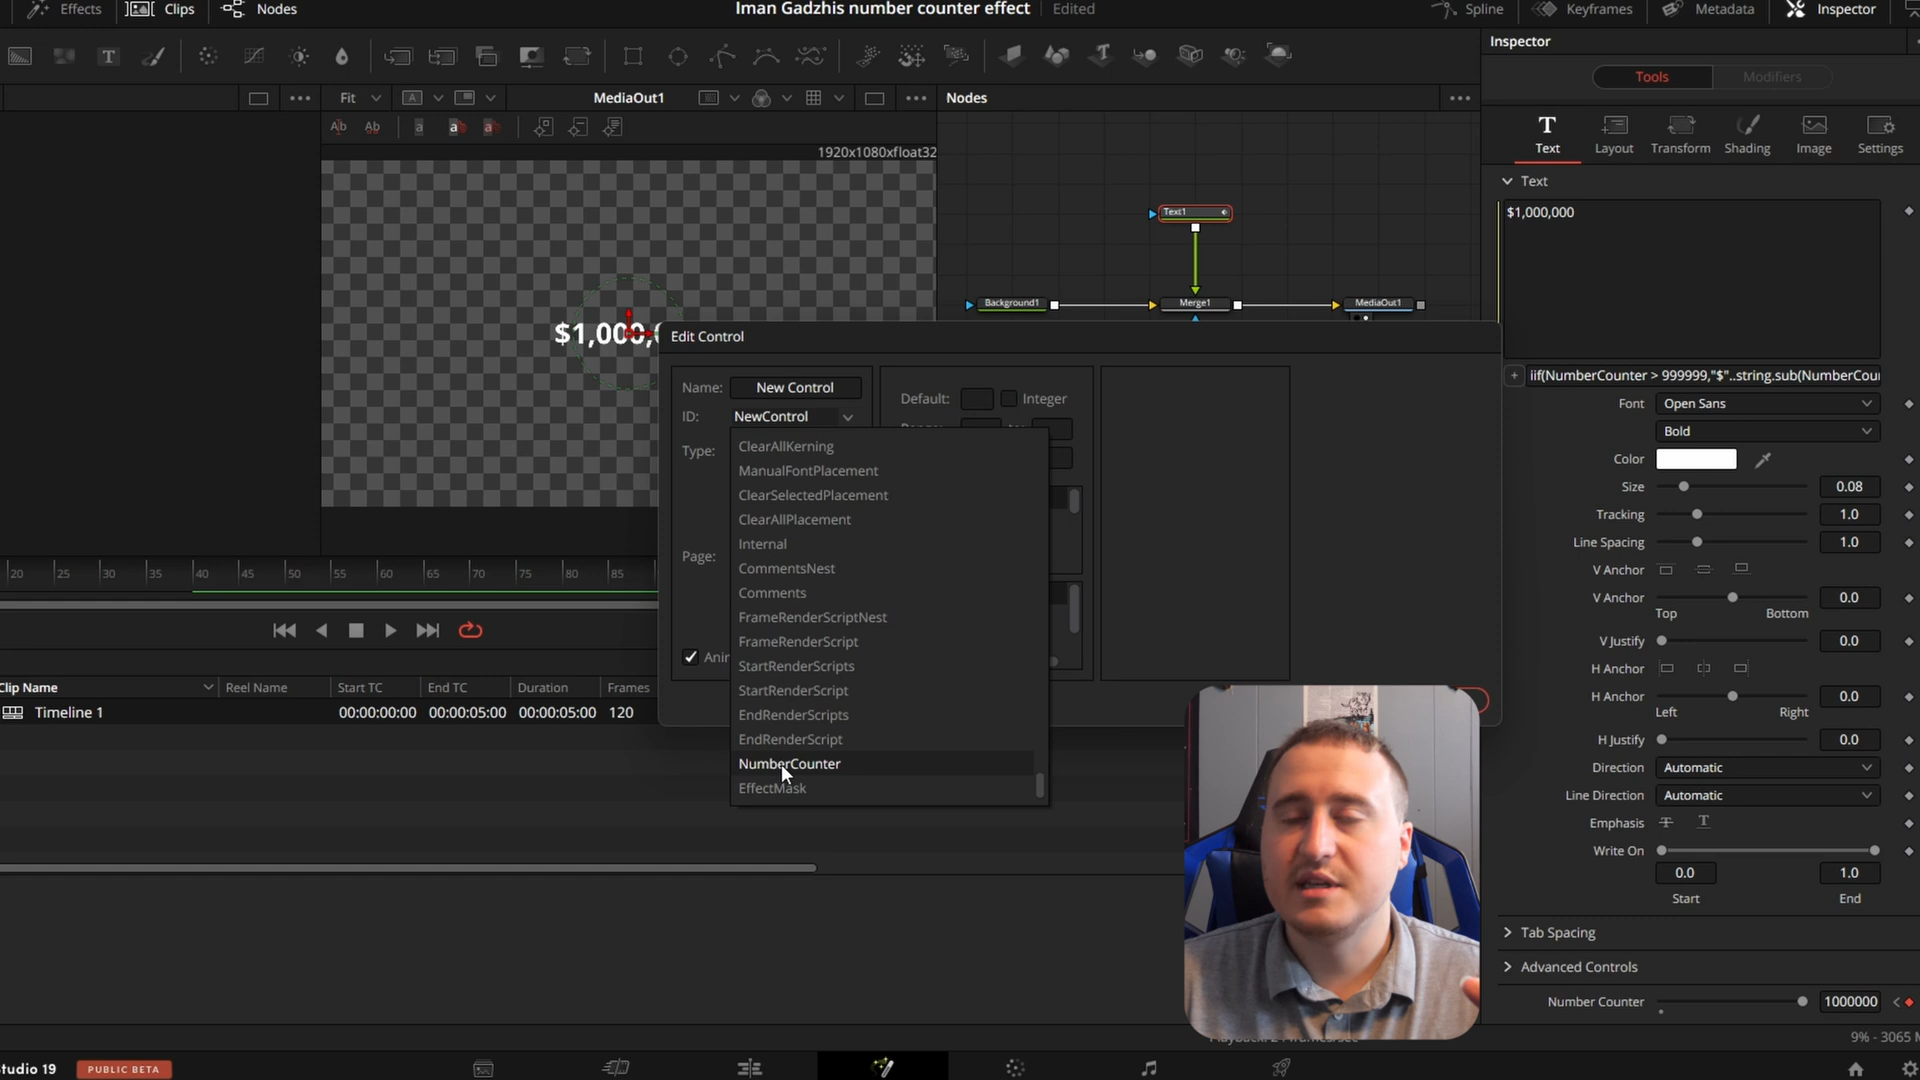 Effects
Clips
Nodes
Iman Gadzhis number counter effect
Edited
Spline
Keyframes
Metadata
Inspector
Inspector
Tools
Modifiers
Fit
MediaOut1
Nodes
1920x1080xfloat32
Text
Layout
Transform
Shading
Image
Settings
Text
$1,000,000
Text1
Background1
Merge1
MediaOut1
Edit Control
Name:
New Control
ID:
NewControl
Type:
Page:
Default:
Integer
ClearAllKerning
ManualFontPlacement
ClearSelectedPlacement
ClearAllPlacement
Internal
CommentsNest
Comments
FrameRenderScriptNest
FrameRenderScript
StartRenderScripts
StartRenderScript
EndRenderScripts
EndRenderScript
NumberCounter
EffectMask
iif(NumberCounter > 999999,"$"..string.sub(NumberCou
Font
Open Sans
Bold
Color
Size
0.08
Tracking
1.0
Line Spacing
1.0
V Anchor
V Anchor
0.0
Top
Bottom
V Justify
0.0
H Anchor
H Anchor
0.0
Left
Right
H Justify
0.0
Direction
Automatic
Line Direction
Automatic
Emphasis
Write On
0.0
1.0
Start
End
Tab Spacing
Advanced Controls
Number Counter
1000000
20 25 30 35 40 45 50 55 60 65 70 75 80 85
Clip Name
Reel Name
Start TC
End TC
Duration
Frames
Timeline 1
00:00:00:00
00:00:05:00
00:00:05:00
120
9% - 3065 M
tudio 19
PUBLIC BETA